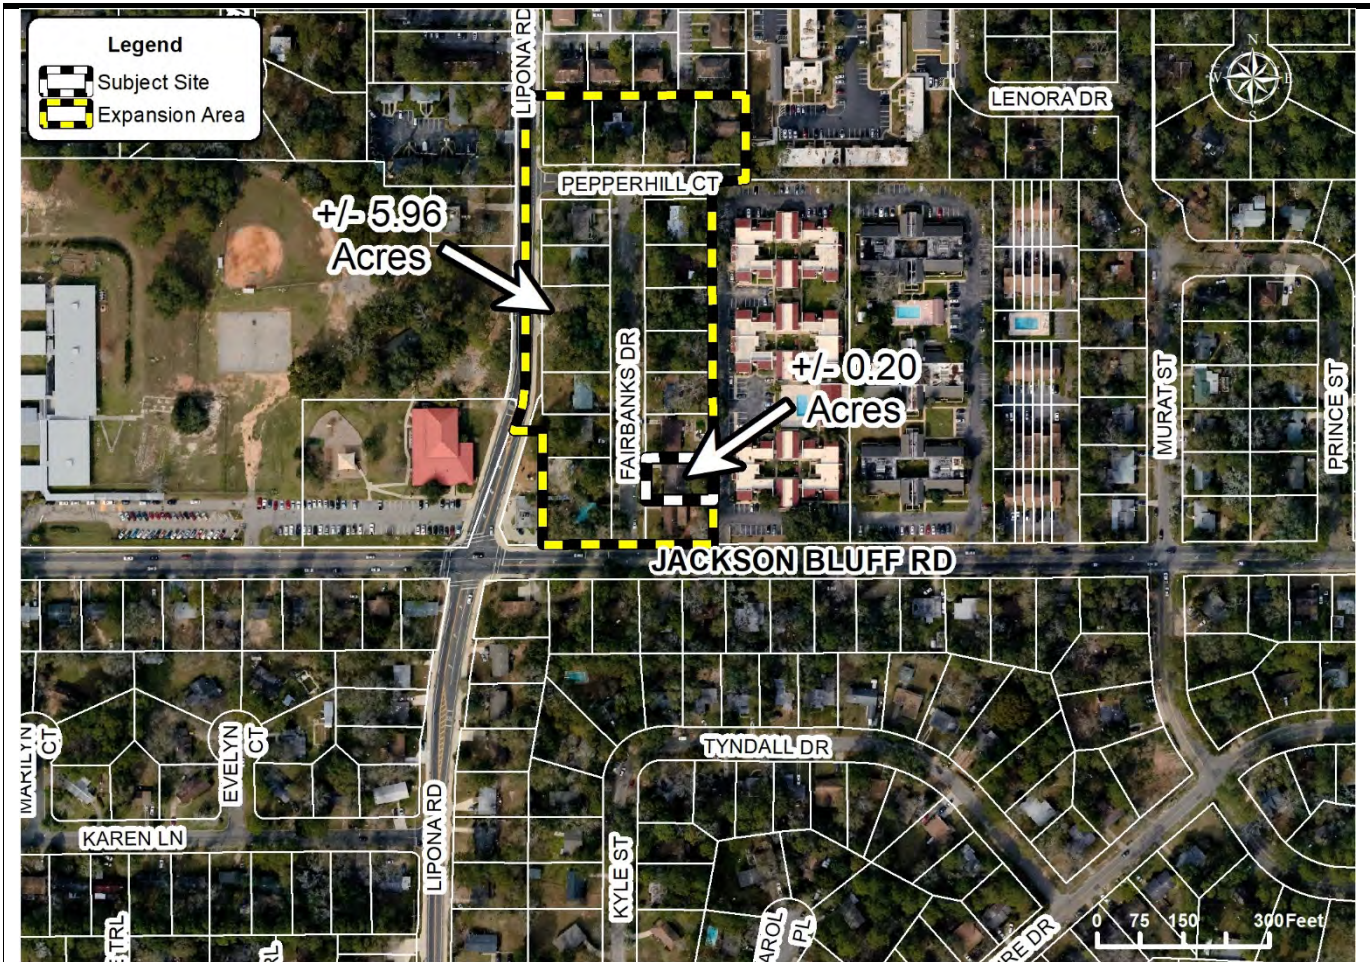 Legend
Subject Site
Expansion Area
LIPONA RD
N
W
E
S
LENORA DR
PEPPERHILL CT
+/- 5.96
Acres
FAIRBANKS DR
+/- 0.20
Acres
MURAT ST
PRINCE ST
JACKSON BLUFF RD
MARILYN
CT
EVELYN
CT
TYNDALL DR
LIPONA RD
KAREN LN
KYLE ST
0 75 150 300 Feet
PL